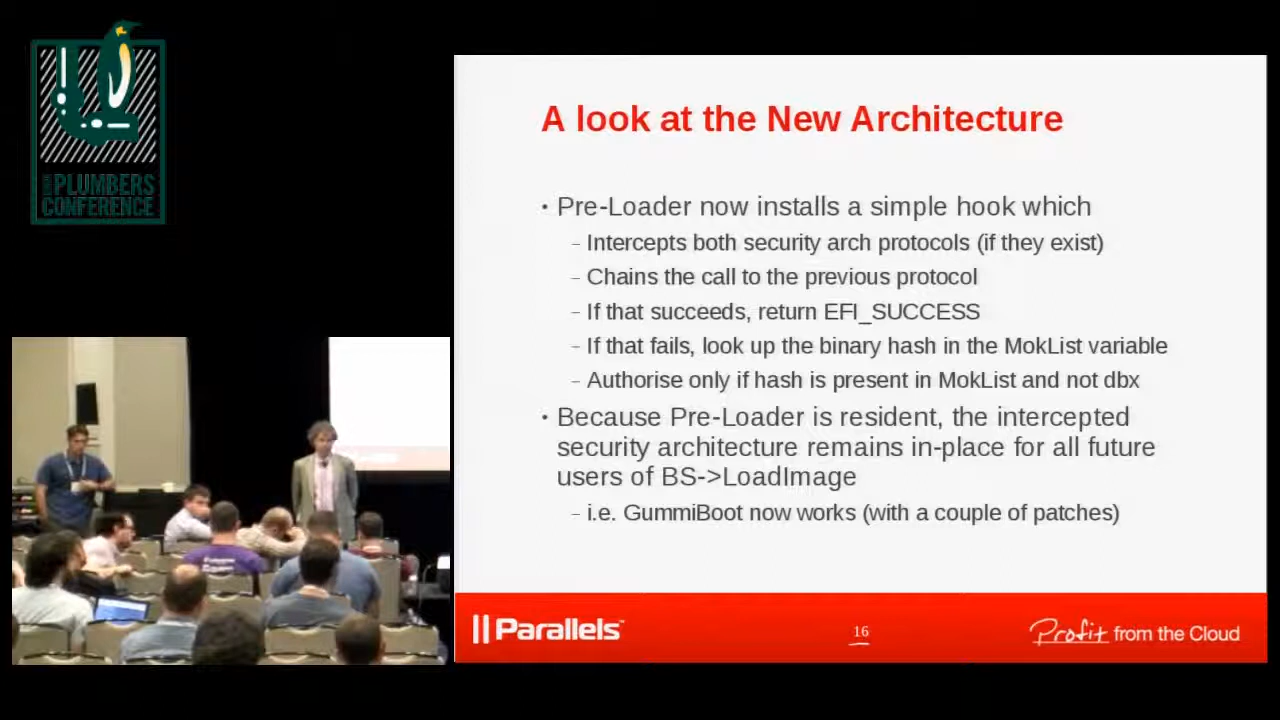 PLUMBERS
CONFERENCE
A look at the New Architecture
• Pre-Loader now installs a simple hook which
– Intercepts both security arch protocols (if they exist)
– Chains the call to the previous protocol
– If that succeeds, return EFI_SUCCESS
– If that fails, look up the binary hash in the MokList variable
– Authorise only if hash is present in MokList and not dbx
• Because Pre-Loader is resident, the intercepted
security architecture remains in-place for all future
users of BS->LoadImage
– i.e. GummiBoot now works (with a couple of patches)
Parallels™
16
Profit from the Cloud